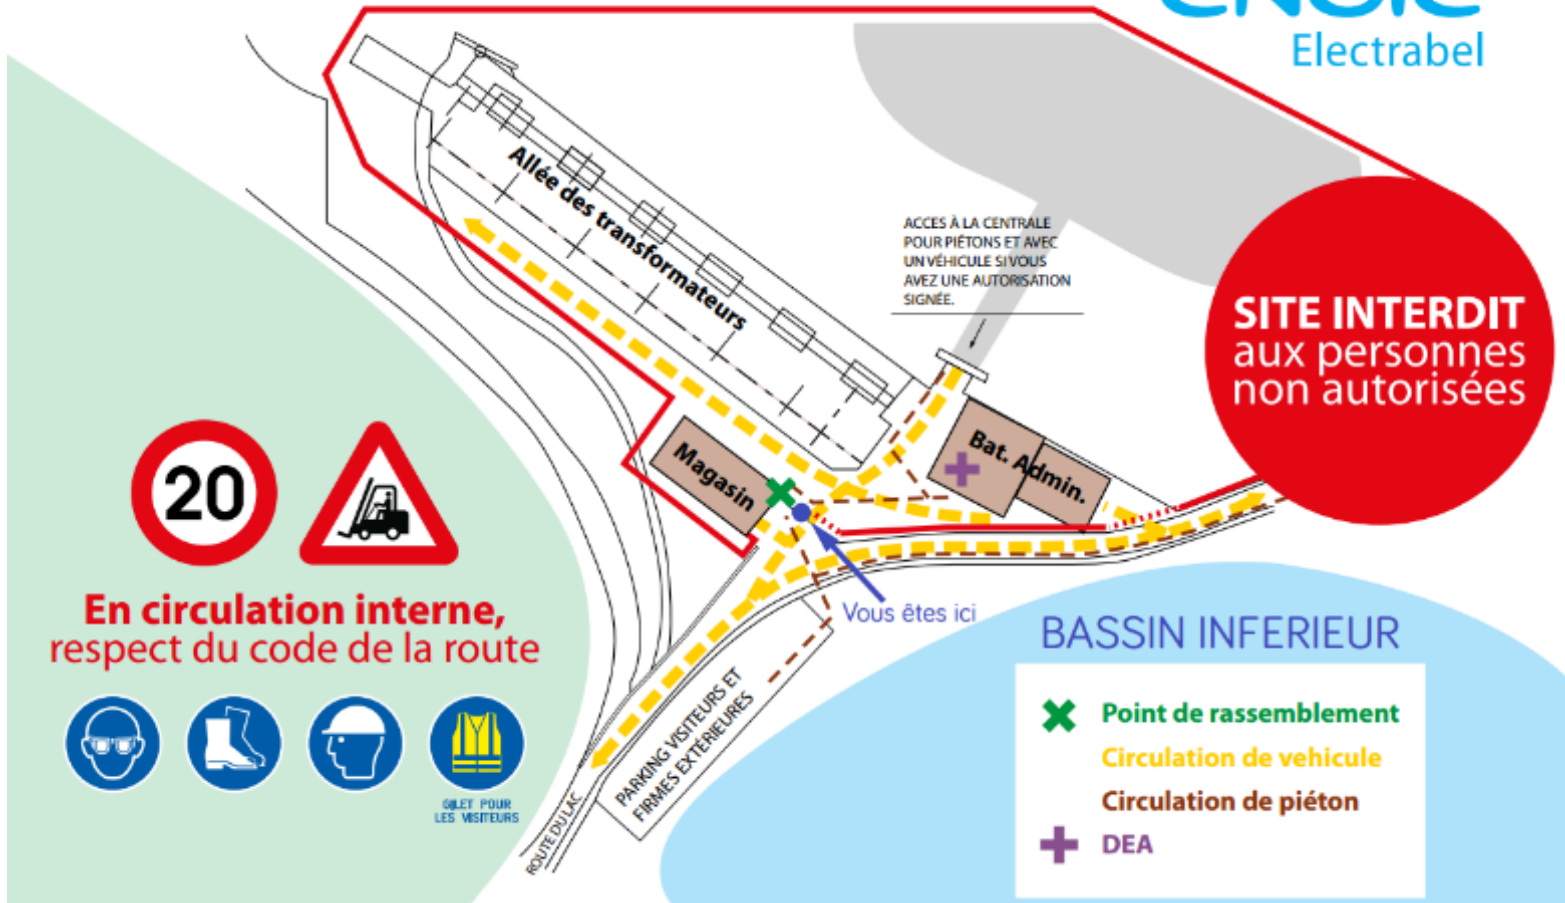 Electrabel
Allée des transformateurs
ACCES À LA CENTRALE
POUR PIÉTONS ET AVEC
UN VÉHICULE SI VOUS
AVEZ UNE AUTORISATION
SIGNÉE.
SITE INTERDIT
aux personnes
non autorisées
Magasin
Bat. Admin.
20
En circulation interne,
respect du code de la route
Vous êtes ici
BASSIN INFERIEUR
PARKING VISITEURS ET
FIRMES EXTÉRIEURES
ROUTE DU LAC
GILET POUR
LES VISITEURS
Point de rassemblement
Circulation de vehicule
Circulation de piéton
DEA